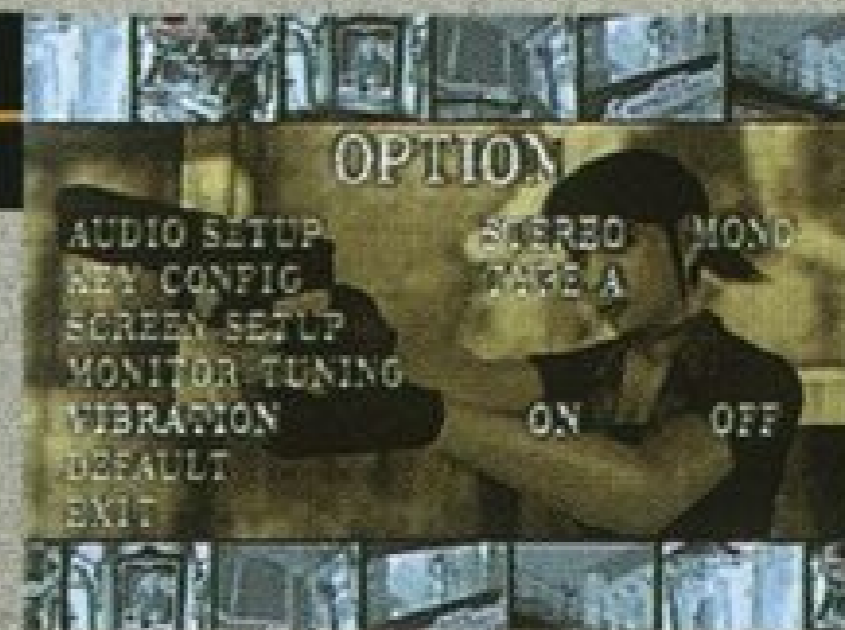 OPTION
AUDIO SETUP STEREO MONO
KEY CONFIG TYPE A
SCREEN SETUP
MONITOR TUNING
VIBRATION ON OFF
DEFAULT
EXIT